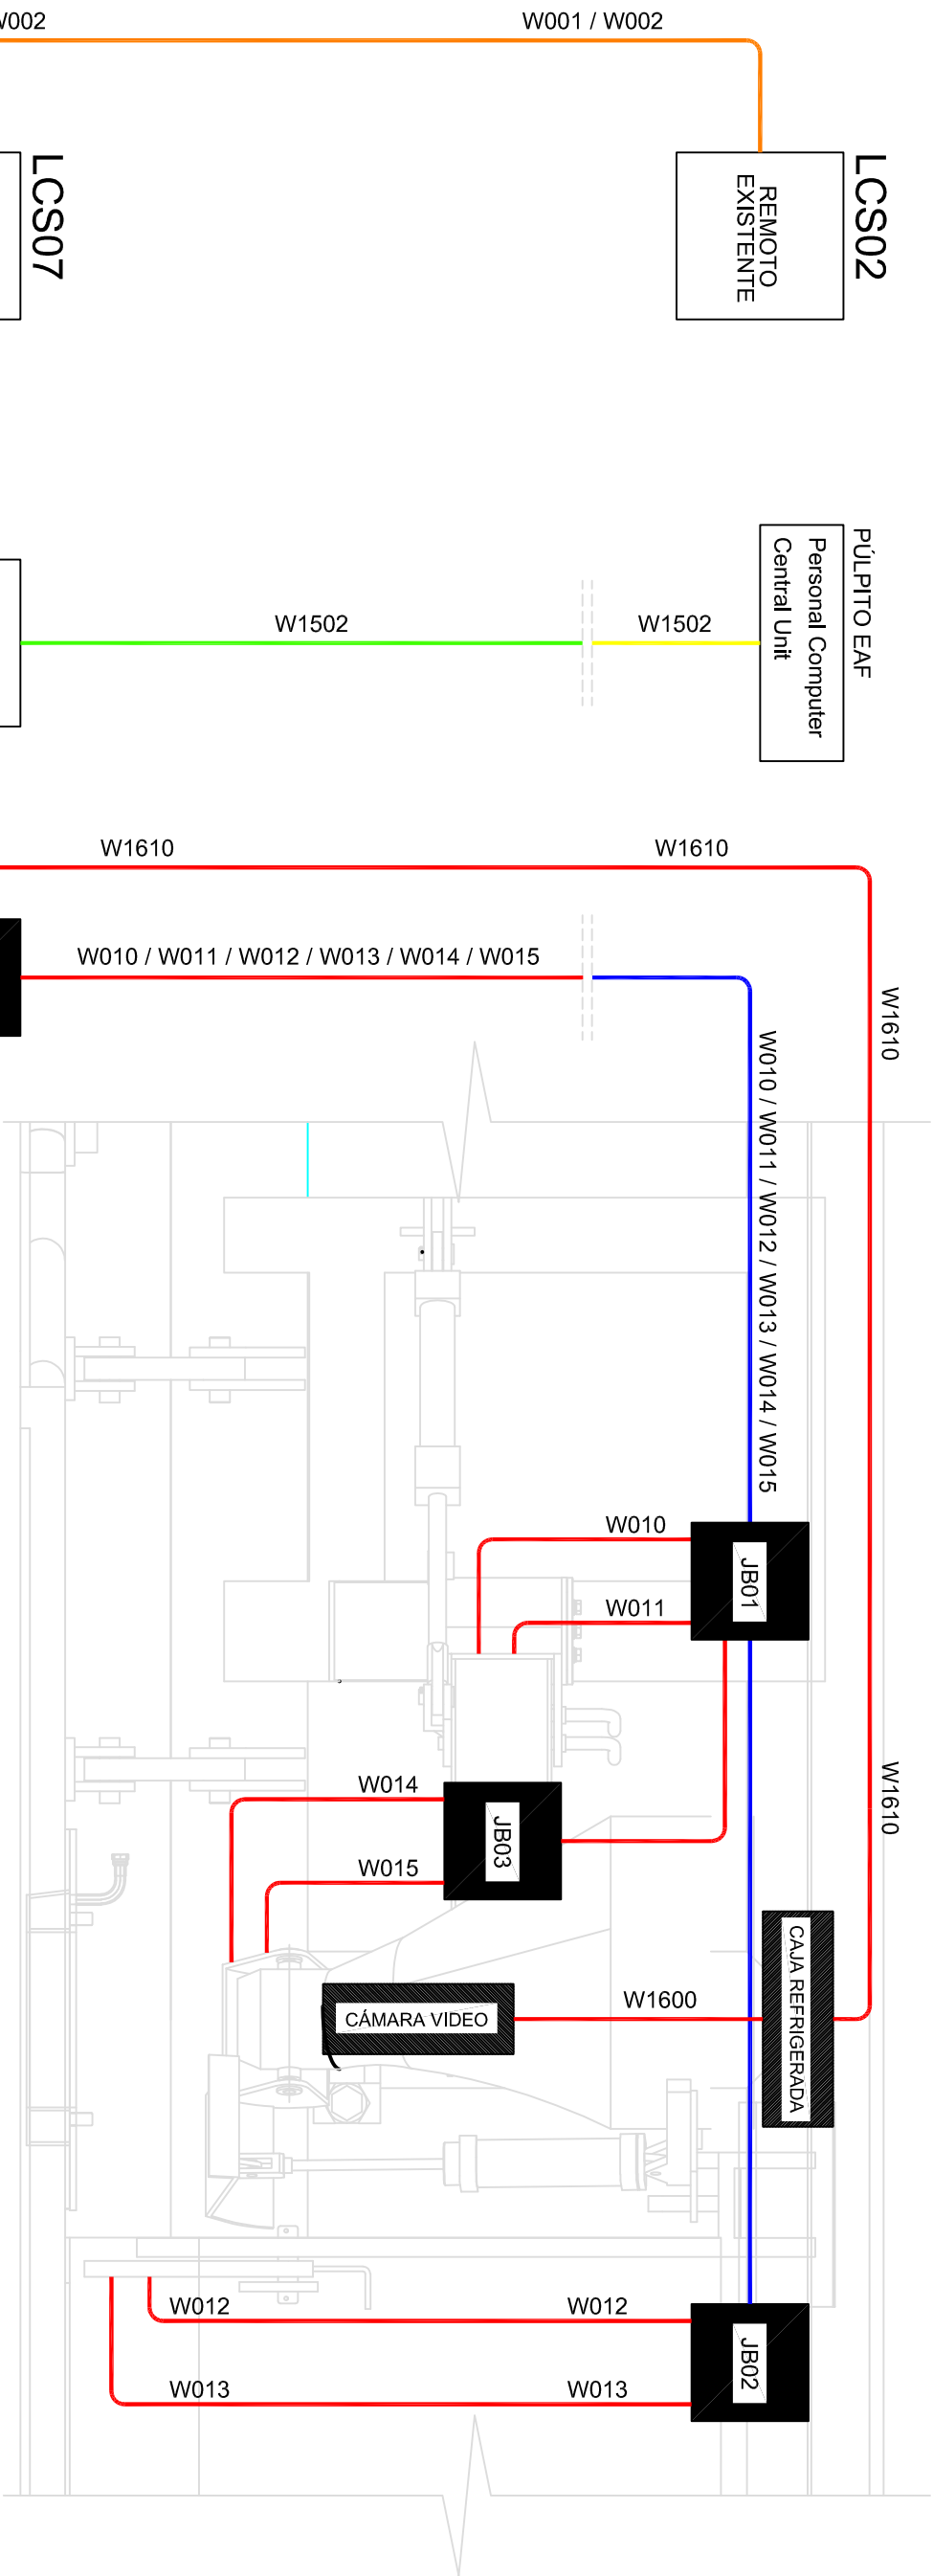 W002
W001 / W002
LCS07
LCS02
REMOTO
EXISTENTE
PÚLPITO EAF
Personal Computer
Central Unit
W1502
W1502
W1610
W1610
W1610
W010 / W011 / W012 / W013 / W014 / W015
W010 / W011 / W012 / W013 / W014 / W015
W010
JB01
W011
W014
W1610
JB03
W015
CAJA REFRIGERADA
W1600
CÁMARA VIDEO
W012
W012
JB02
W013
W013